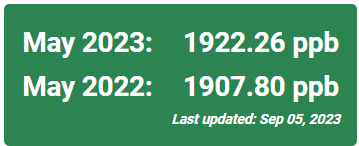 May 2023: 1922.26 ppb
May 2022: 1907.80 ppb
Last updated: Sep 05, 2023